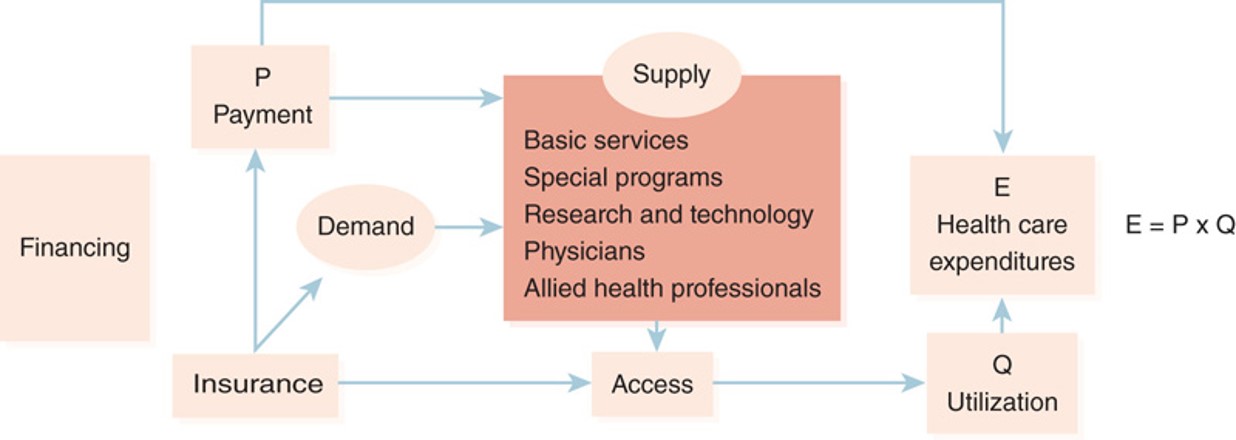 P
Payment
Supply
Basic services
Special programs
Research and technology
Physicians
Allied health professionals
Financing
Demand
E
Health care
expenditures
E = P x Q
Insurance
Access
Q
Utilization